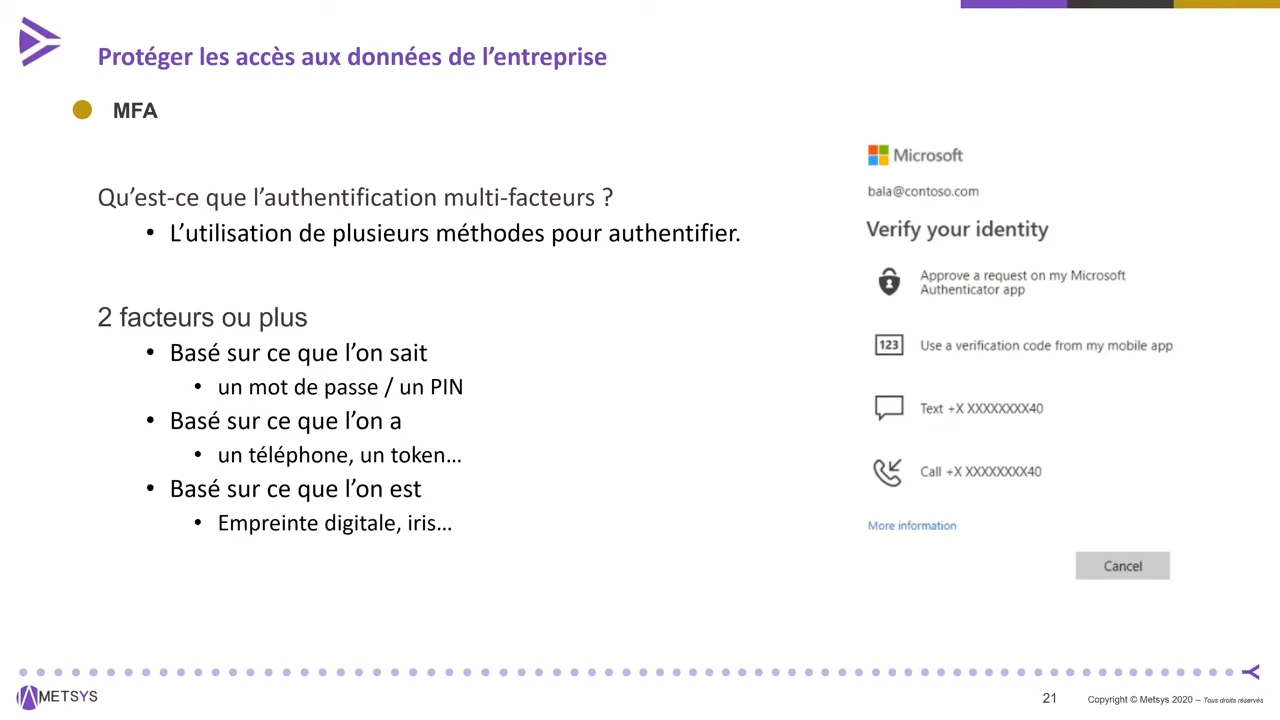 Protéger les accès aux données de l’entreprise
MFA
Qu’est-ce que l’authentification multi-facteurs ?
• L’utilisation de plusieurs méthodes pour authentifier.
2 facteurs ou plus
• Basé sur ce que l’on sait
• un mot de passe / un PIN
• Basé sur ce que l’on a
• un téléphone, un token…
• Basé sur ce que l’on est
• Empreinte digitale, iris…
Microsoft
bala@contoso.com
Verify your identity
Approve a request on my Microsoft
Authenticator app
123
Use a verification code from my mobile app
Text +X XXXXXXXX40
Call +X XXXXXXXX40
More information
Cancel
METSYS
21
Copyright © Metsys 2020 – Tous droits réservés